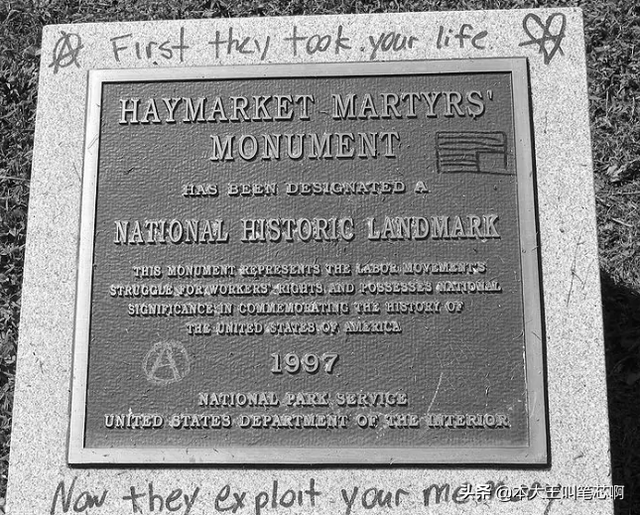 First they took your life.
HAYMARKET MARTYRS'
MONUMENT
HAS BEEN DESIGNATED A
NATIONAL HISTORIC LANDMARK
THIS MONUMENT REPRESENTS THE LABOR MOVEMENT'S
STRUGGLE FOR WORKERS' RIGHTS AND POSSESSES NATIONAL
SIGNIFICANCE IN COMMEMORATING THE HISTORY OF
THE UNITED STATES OF AMERICA
1997
NATIONAL PARK SERVICE
UNITED STATES DEPARTMENT OF THE INTERIOR
Now they exploit your
头条 @本大王叫笔芯啊